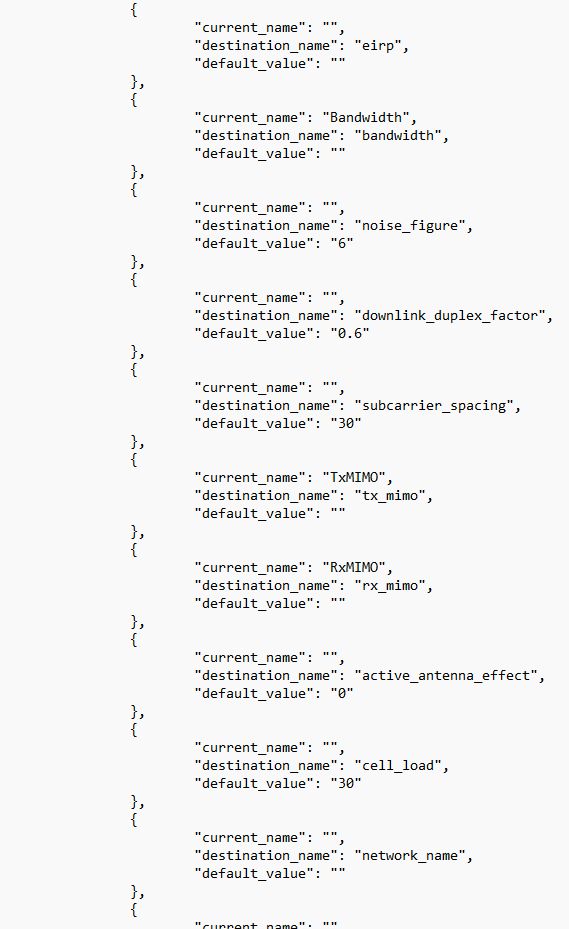 {
"current_name": "",
"destination_name": "eirp",
"default_value": ""
},
{
"current_name": "Bandwidth",
"destination_name": "bandwidth",
"default_value": ""
},
{
"current_name": "",
"destination_name": "noise_figure",
"default_value": "6"
},
{
"current_name": "",
"destination_name": "downlink_duplex_factor",
"default_value": "0.6"
},
{
"current_name": "",
"destination_name": "subcarrier_spacing",
"default_value": "30"
},
{
"current_name": "TxMIMO",
"destination_name": "tx_mimo",
"default_value": ""
},
{
"current_name": "RxMIMO",
"destination_name": "rx_mimo",
"default_value": ""
},
{
"current_name": "",
"destination_name": "active_antenna_effect",
"default_value": "0"
},
{
"current_name": "",
"destination_name": "cell_load",
"default_value": "30"
},
{
"current_name": "",
"destination_name": "network_name",
"default_value": ""
},
{
"current_name": ""